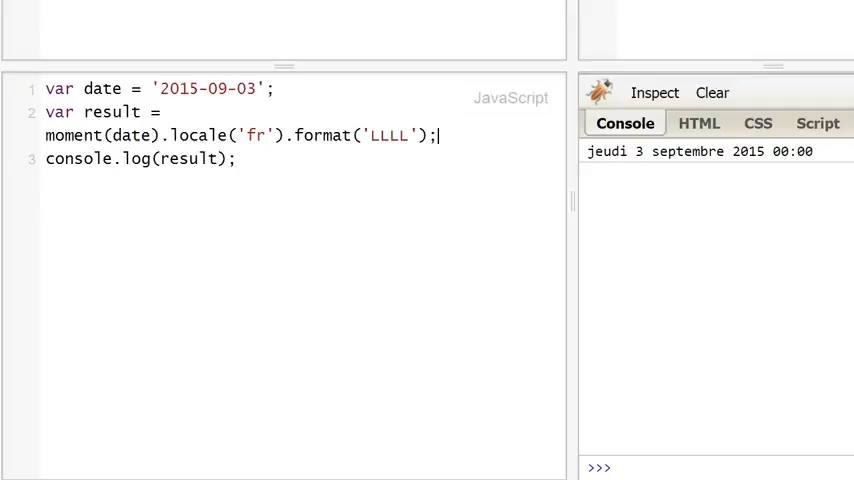 1 var date = '2015-09-03';
2 var result =
moment(date).locale('fr').format('LLLL');
3 console.log(result);
JavaScript
Inspect Clear
Console HTML CSS Script
jeudi 3 septembre 2015 00:00
>>>